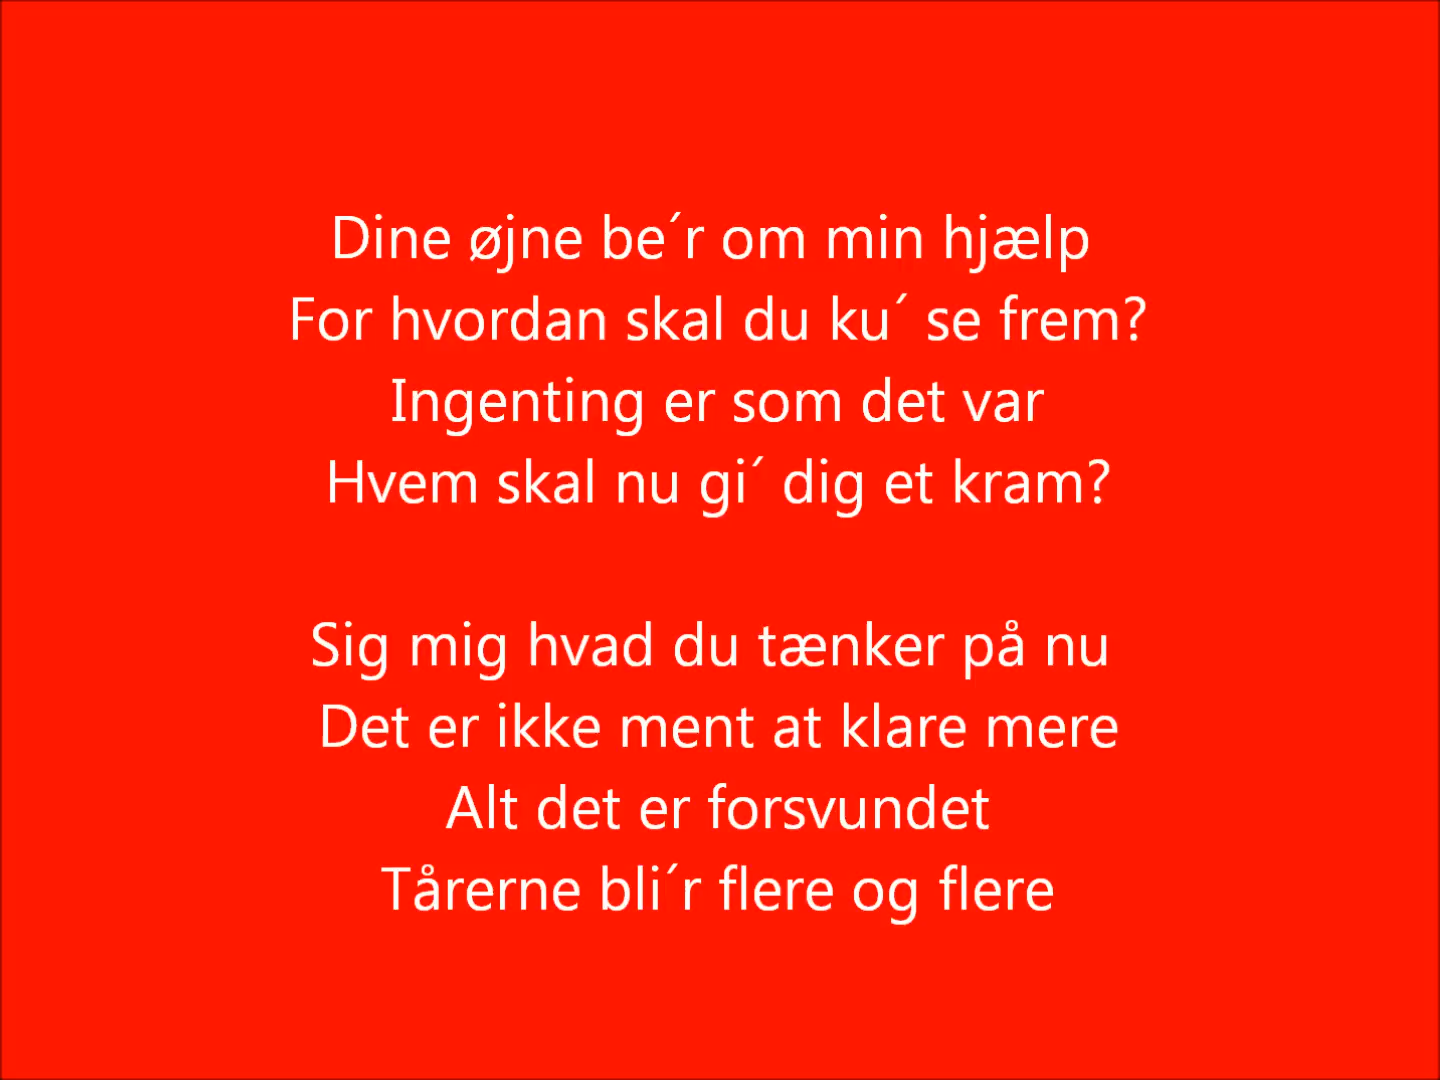 Dine øjne be´r om min hjælp
For hvordan skal du ku´ se frem?
Ingenting er som det var
Hvem skal nu gi´ dig et kram?
Sig mig hvad du tænker på nu
Det er ikke ment at klare mere
Alt det er forsvundet
Tårerne bli´r flere og flere